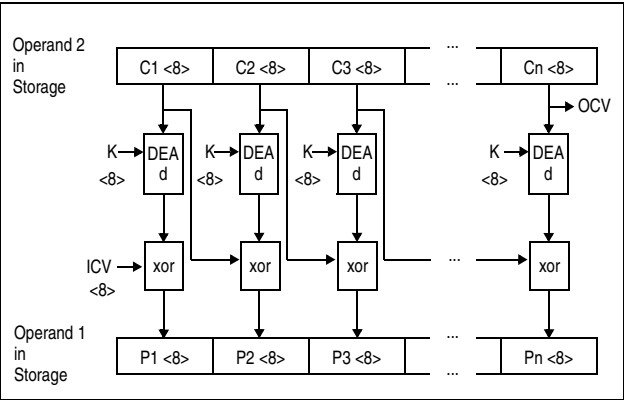 Operand 2
in
Storage
C1 <8> C2 <8> C3 <8> ... ... Cn <8>
OCV
K <8> DEA d K <8> DEA d K <8> DEA d K <8> DEA d
ICV <8> xor xor xor ... xor
Operand 1
in
Storage
P1 <8> P2 <8> P3 <8> ... ... Pn <8>